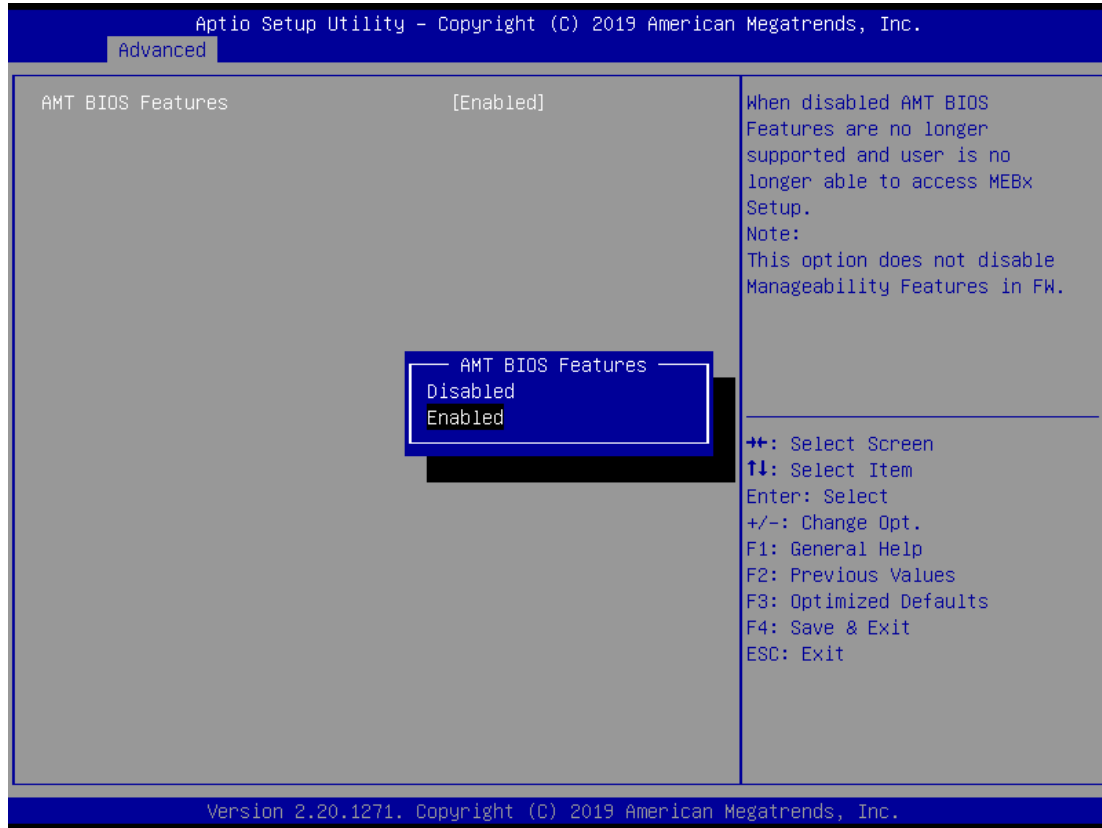 Aptio Setup Utility – Copyright (C) 2019 American Megatrends, Inc.
Advanced
AMT BIOS Features [Enabled]
When disabled AMT BIOS
Features are no longer
supported and user is no
longer able to access MEBx
Setup.
Note:
This option does not disable
Manageability Features in FW.
AMT BIOS Features
Disabled
Enabled
→←: Select Screen
↑↓: Select Item
Enter: Select
+/-: Change Opt.
F1: General Help
F2: Previous Values
F3: Optimized Defaults
F4: Save & Exit
ESC: Exit
Version 2.20.1271. Copyright (C) 2019 American Megatrends, Inc.